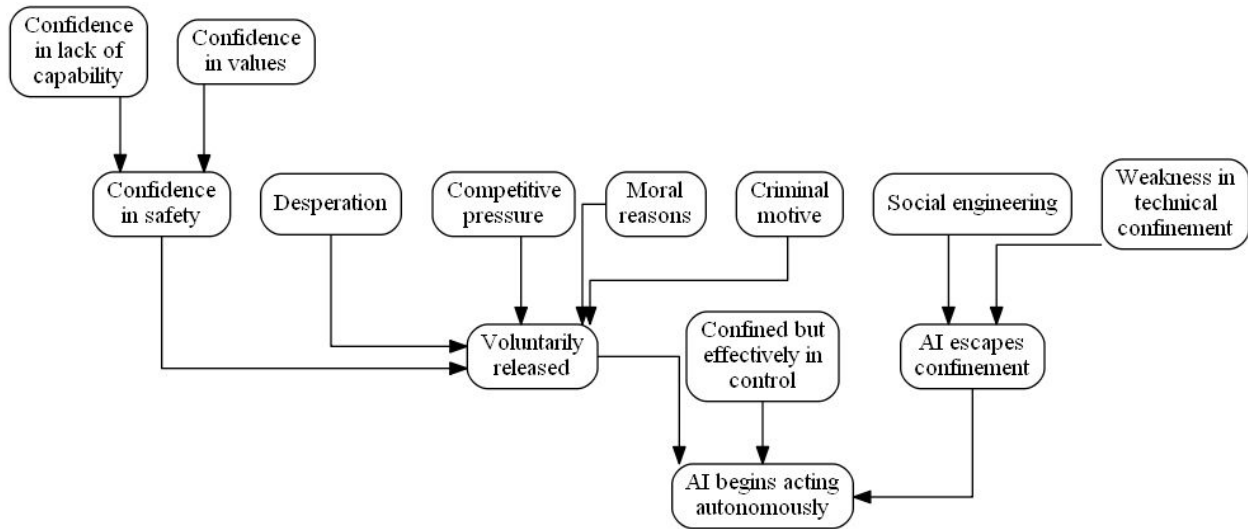 Confidence
in lack of
capability
Confidence
in values
Confidence
in safety
Desperation
Competitive
pressure
Moral
reasons
Criminal
motive
Social engineering
Weakness in
technical
confinement
Voluntarily
released
Confined but
effectively in
control
AI escapes
confinement
AI begins acting
autonomously